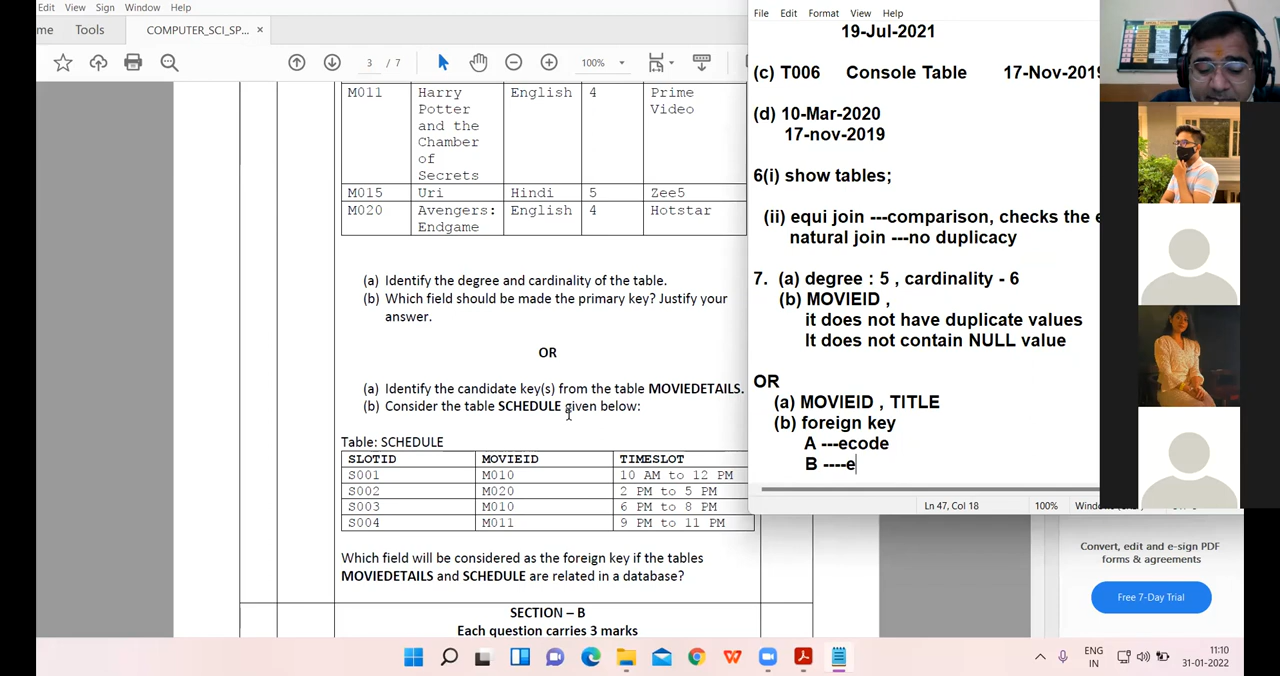 Edit View Sign Window Help
me Tools COMPUTER_SCI_SP... ×
3 / 7 100%
M011 Harry Potter and the Chamber of Secrets English 4 Prime Video
M015 Uri Hindi 5 Zee5
M020 Avengers: Endgame English 4 Hotstar
(a) Identify the degree and cardinality of the table.
(b) Which field should be made the primary key? Justify your
answer.
OR
(a) Identify the candidate key(s) from the table MOVIEDETAILS.
(b) Consider the table SCHEDULE given below:
Table: SCHEDULE
SLOTID MOVIEID TIMESLOT
S001 M010 10 AM to 12 PM
S002 M020 2 PM to 5 PM
S003 M010 6 PM to 8 PM
S004 M011 9 PM to 11 PM
Which field will be considered as the foreign key if the tables
MOVIEDETAILS and SCHEDULE are related in a database?
SECTION – B
Each question carries 3 marks
File Edit Format View Help
19-Jul-2021
(c) T006 Console Table 17-Nov-2019
(d) 10-Mar-2020
17-nov-2019
6(i) show tables;
(ii) equi join ---comparison, checks the e
natural join ---no duplicacy
7. (a) degree : 5 , cardinality - 6
(b) MOVIEID ,
it does not have duplicate values
It does not contain NULL value
OR
(a) MOVIEID , TITLE
(b) foreign key
A ---ecode
B ----e
Ln 47, Col 18 100%
Convert, edit and e-sign PDF
forms & agreements
Free 7-Day Trial
ENG
IN
11:10
31-01-2022